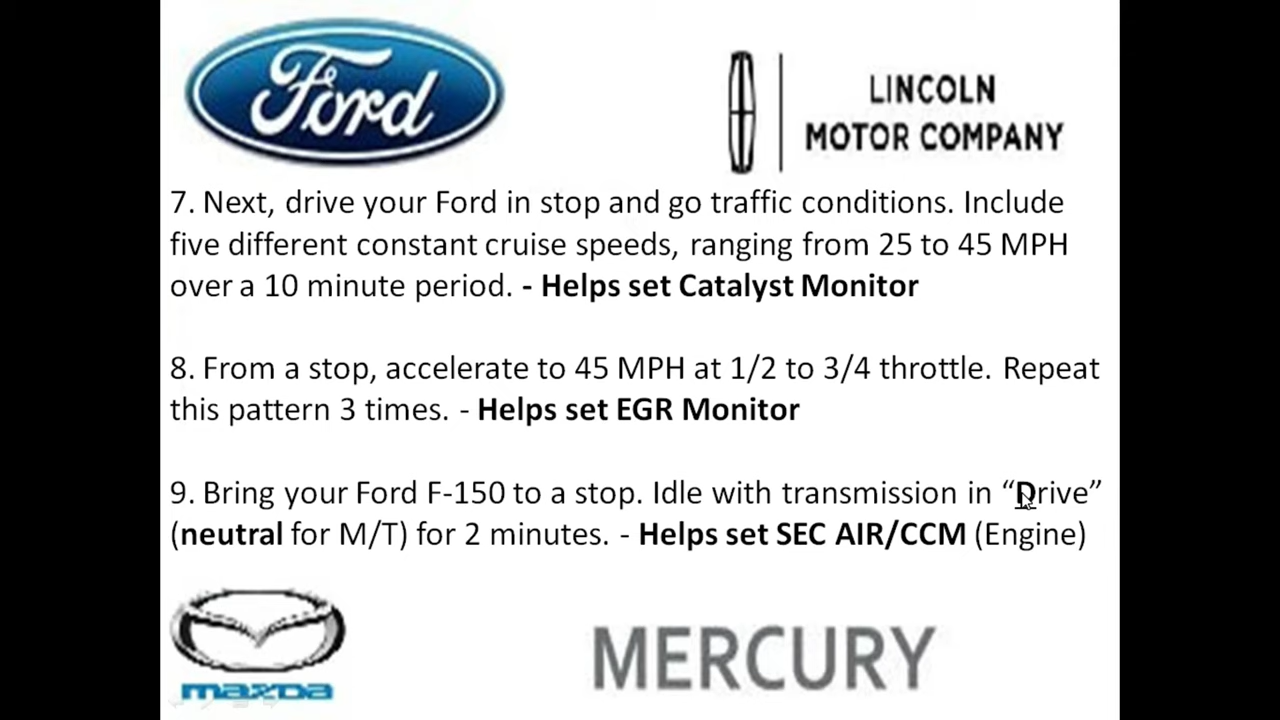 Ford
LINCOLN
MOTOR COMPANY
7. Next, drive your Ford in stop and go traffic conditions. Include
five different constant cruise speeds, ranging from 25 to 45 MPH
over a 10 minute period. - Helps set Catalyst Monitor
8. From a stop, accelerate to 45 MPH at 1/2 to 3/4 throttle. Repeat
this pattern 3 times. - Helps set EGR Monitor
9. Bring your Ford F-150 to a stop. Idle with transmission in “Drive”
(neutral for M/T) for 2 minutes. - Helps set SEC AIR/CCM (Engine)
mazda
MERCURY